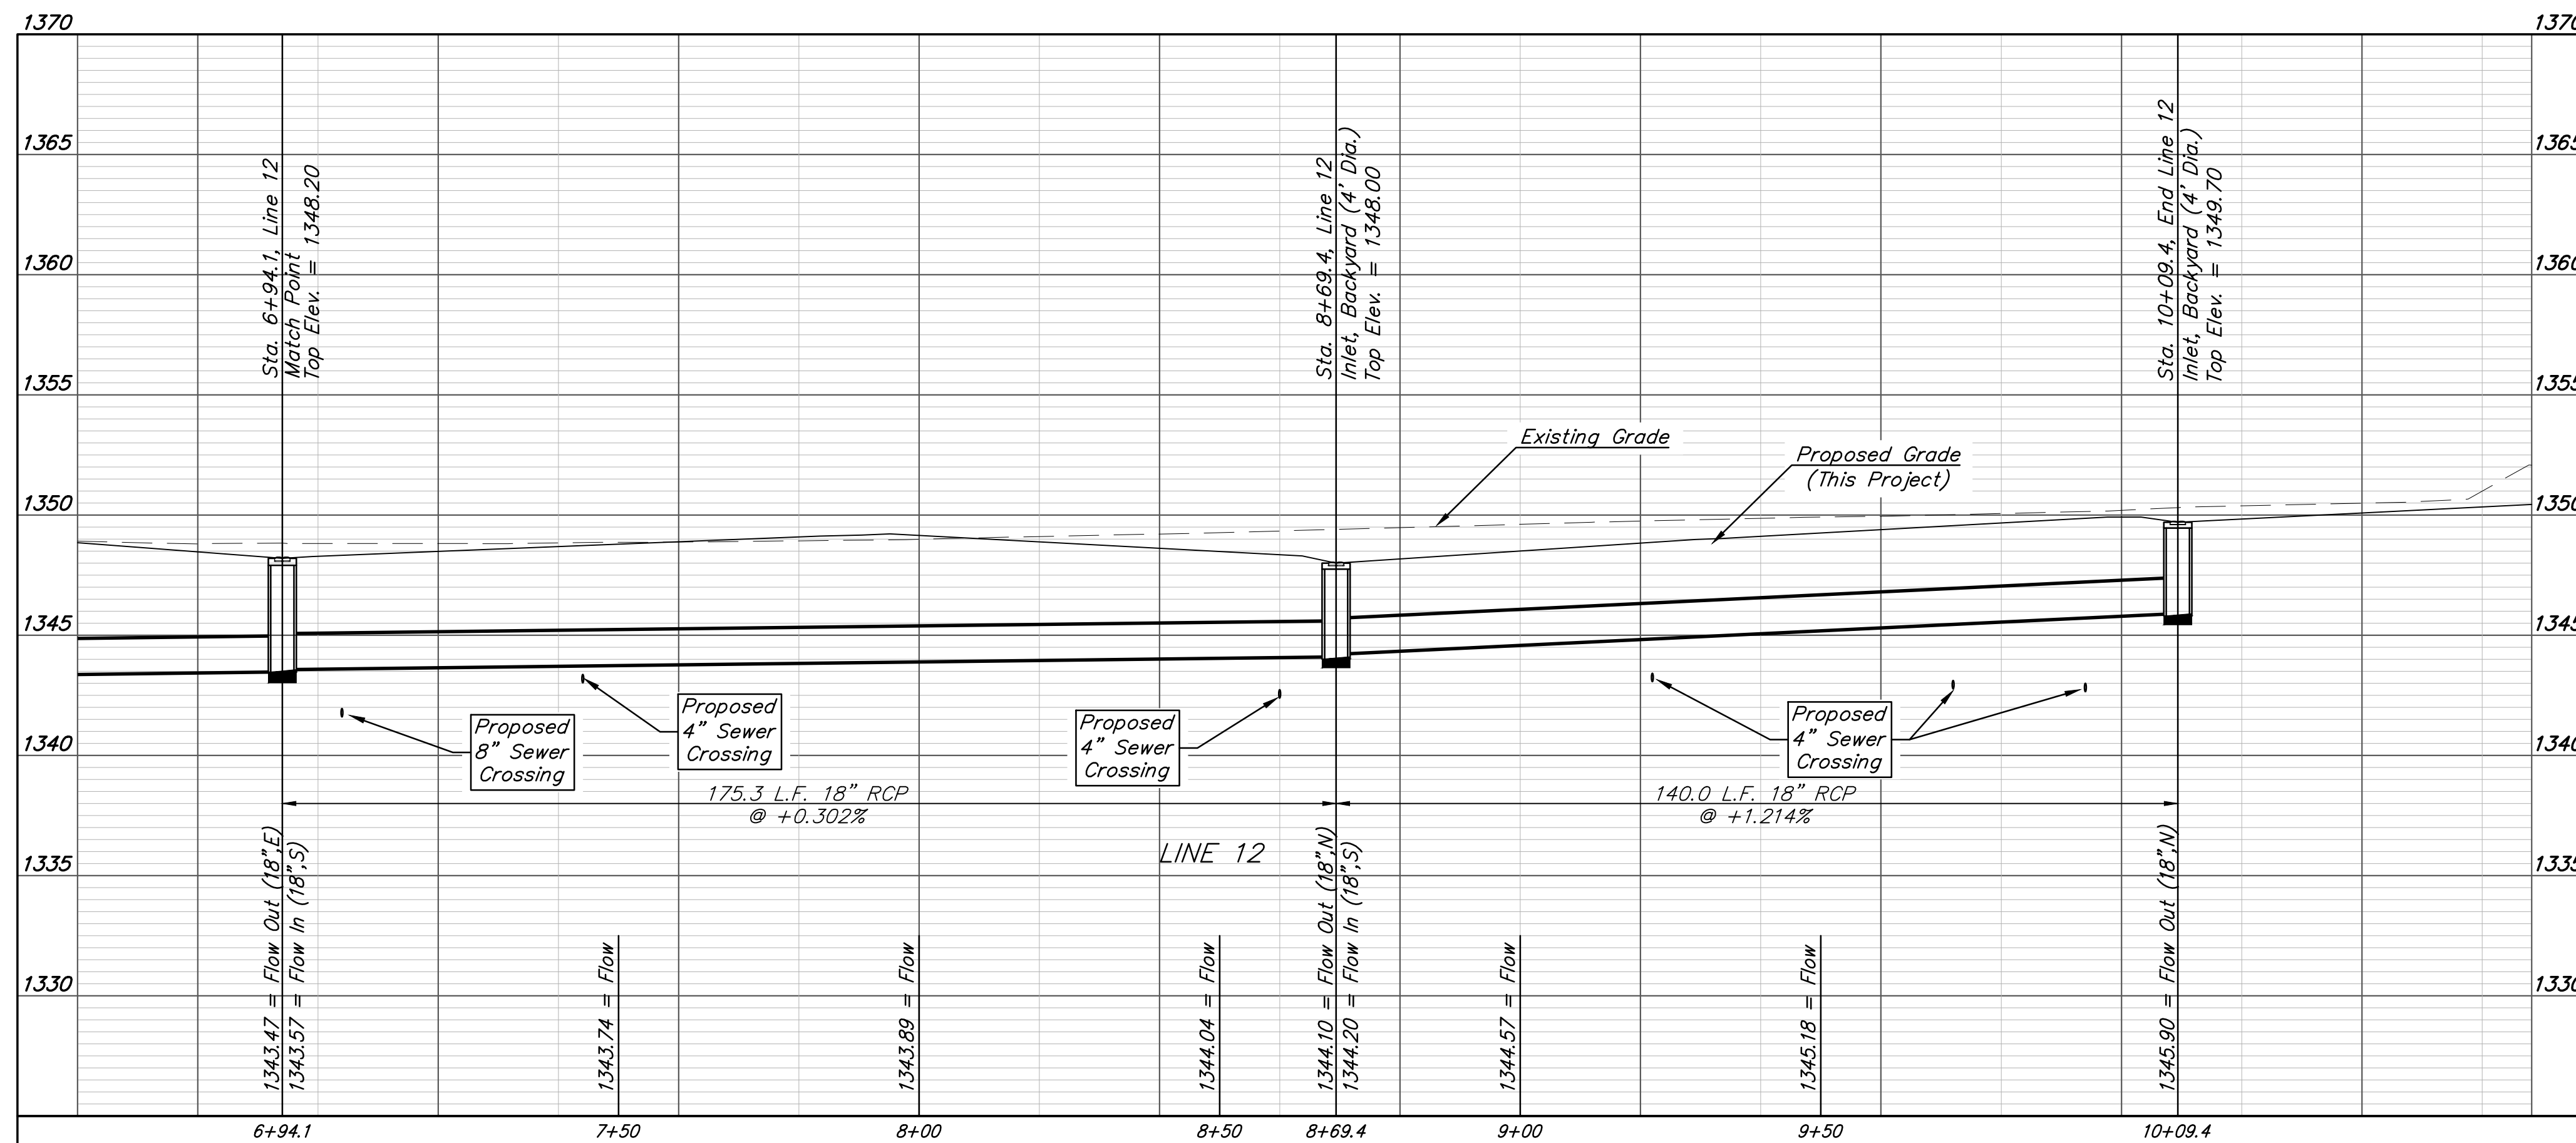 1370
1370
1365
1365
1360
1360
1355
1355
1350
1350
1345
1345
1340
1340
1335
1335
1330
1330
Sta. 6+94.1, Line 12
Match Point
Top Elev. = 1348.20
Sta. 8+69.4, Line 12
Inlet, Backyard (4' Dia.)
Top Elev. = 1348.00
Sta. 10+09.4, End Line 12
Inlet, Backyard (4' Dia.)
Top Elev. = 1349.70
Existing Grade
Proposed Grade
(This Project)
Proposed
8" Sewer
Crossing
Proposed
4" Sewer
Crossing
Proposed
4" Sewer
Crossing
Proposed
4" Sewer
Crossing
175.3 L.F. 18" RCP
@ +0.302%
140.0 L.F. 18" RCP
@ +1.214%
LINE 12
1343.47 = Flow Out (18",E)
1343.57 = Flow In (18",S)
1343.74 = Flow
1343.89 = Flow
1344.04 = Flow
1344.10 = Flow Out (18",N)
1344.20 = Flow In (18",S)
1344.57 = Flow
1345.18 = Flow
1345.90 = Flow Out (18",N)
6+94.1
7+50
8+00
8+50
8+69.4
9+00
9+50
10+09.4